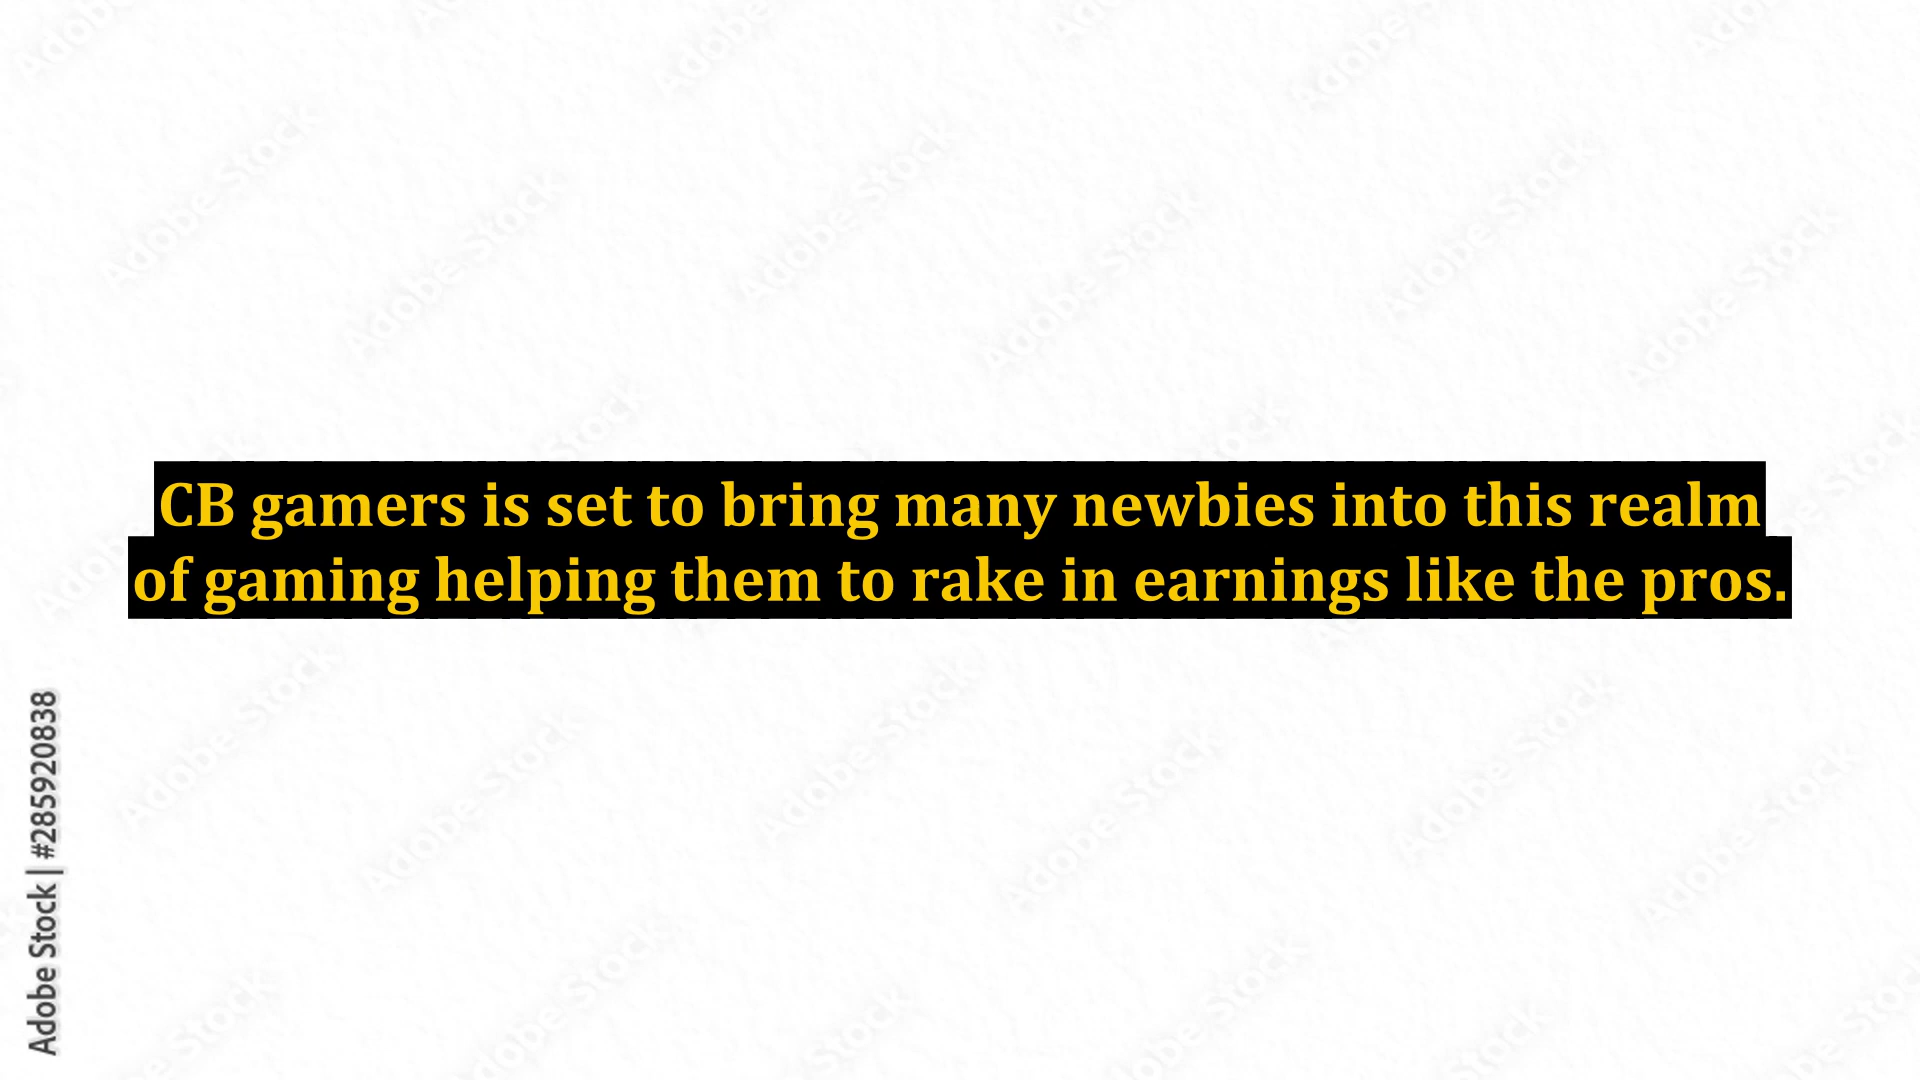 CB gamers is set to bring many newbies into this realm
of gaming helping them to rake in earnings like the pros.
Adobe Stock | #285920838